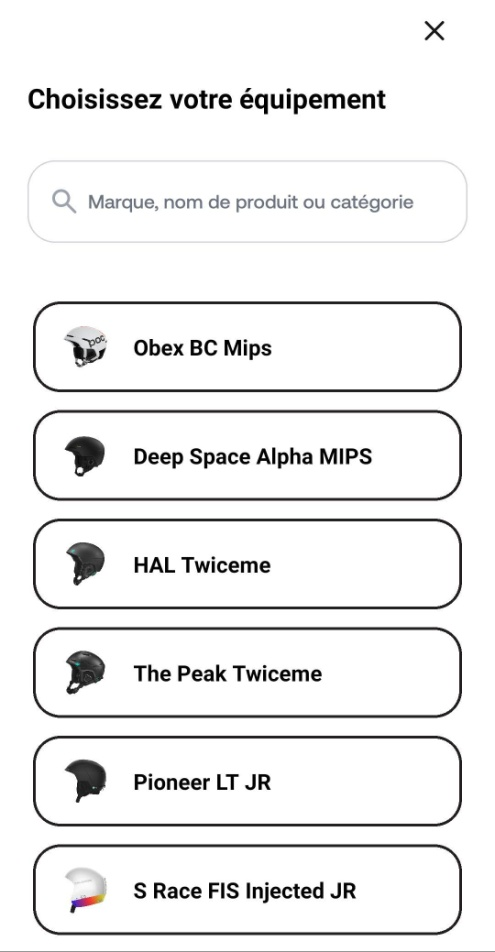 Choisissez votre équipement
Marque, nom de produit ou catégorie
poc
Obex BC Mips
Deep Space Alpha MIPS
HAL Twiceme
The Peak Twiceme
Pioneer LT JR
S Race FIS Injected JR